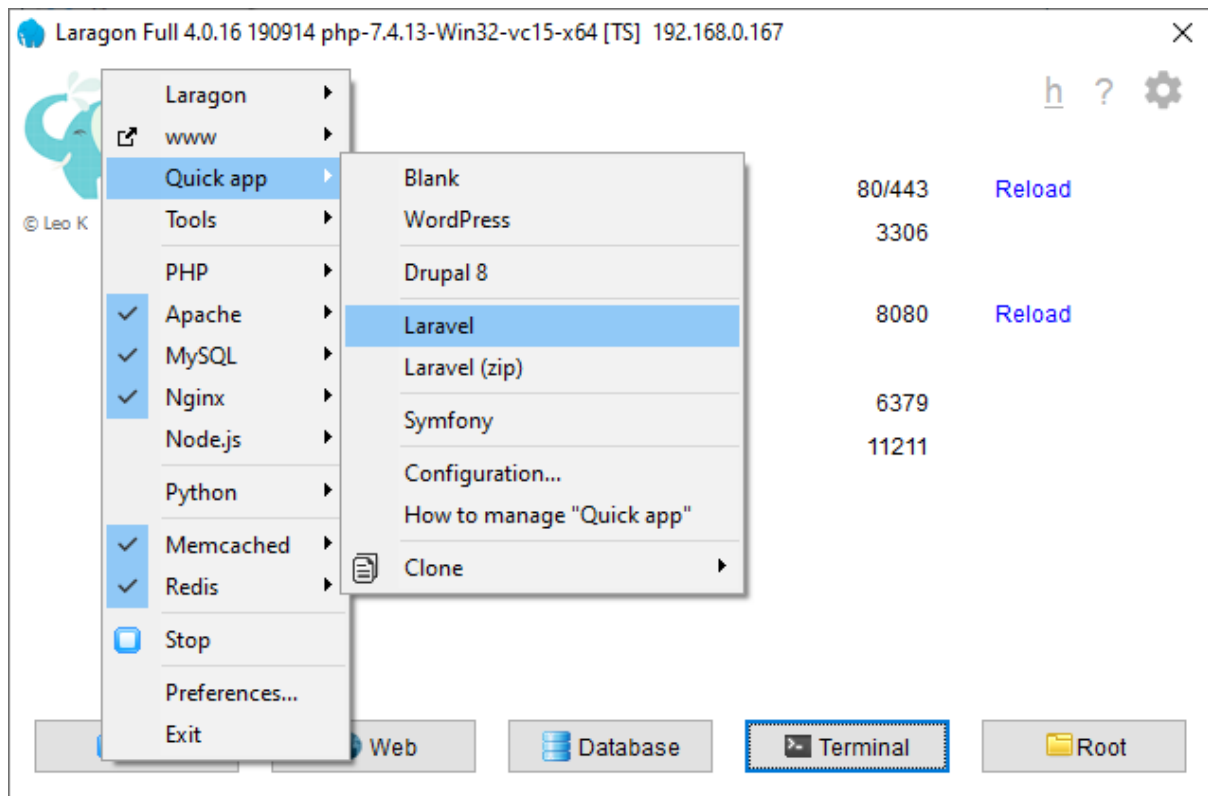 Laragon Full 4.0.16 190914 php-7.4.13-Win32-vc15-x64 [TS] 192.168.0.167
h ?
© Leo K
Laragon
www
Quick app
Tools
PHP
Apache
MySQL
Nginx
Node.js
Python
Memcached
Redis
Stop
Preferences...
Exit
Blank
WordPress
Drupal 8
Laravel
Laravel (zip)
Symfony
Configuration...
How to manage "Quick app"
Clone
80/443 Reload
3306
8080 Reload
6379
11211
Web
Database
Terminal
Root